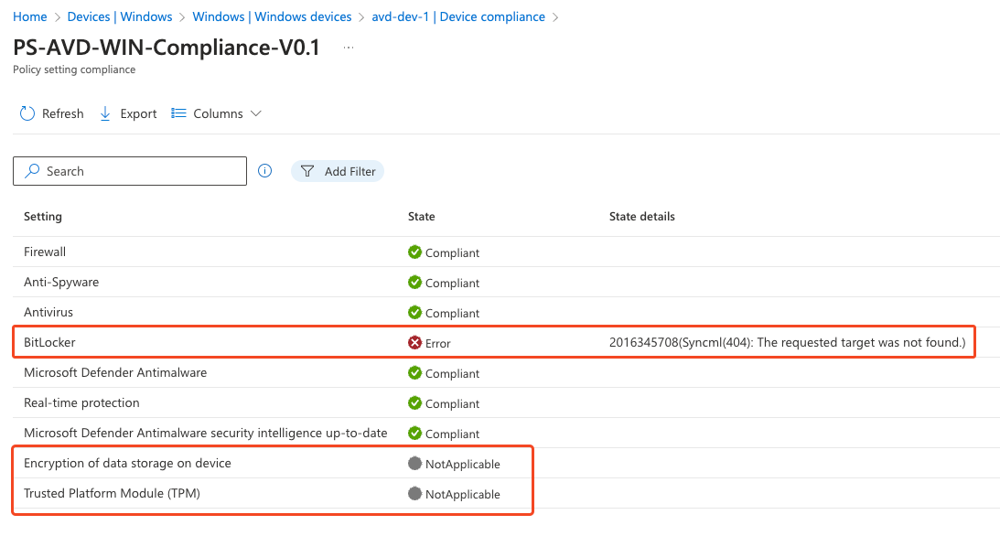 Home > Devices | Windows > Windows | Windows devices > avd-dev-1 | Device compliance >
PS-AVD-WIN-Compliance-V0.1 ...
Policy setting compliance
Refresh Export Columns
Search Add Filter
Setting State State details
Firewall Compliant
Anti-Spyware Compliant
Antivirus Compliant
BitLocker Error 2016345708(Syncml(404): The requested target was not found.)
Microsoft Defender Antimalware Compliant
Real-time protection Compliant
Microsoft Defender Antimalware security intelligence up-to-date Compliant
Encryption of data storage on device NotApplicable
Trusted Platform Module (TPM) NotApplicable